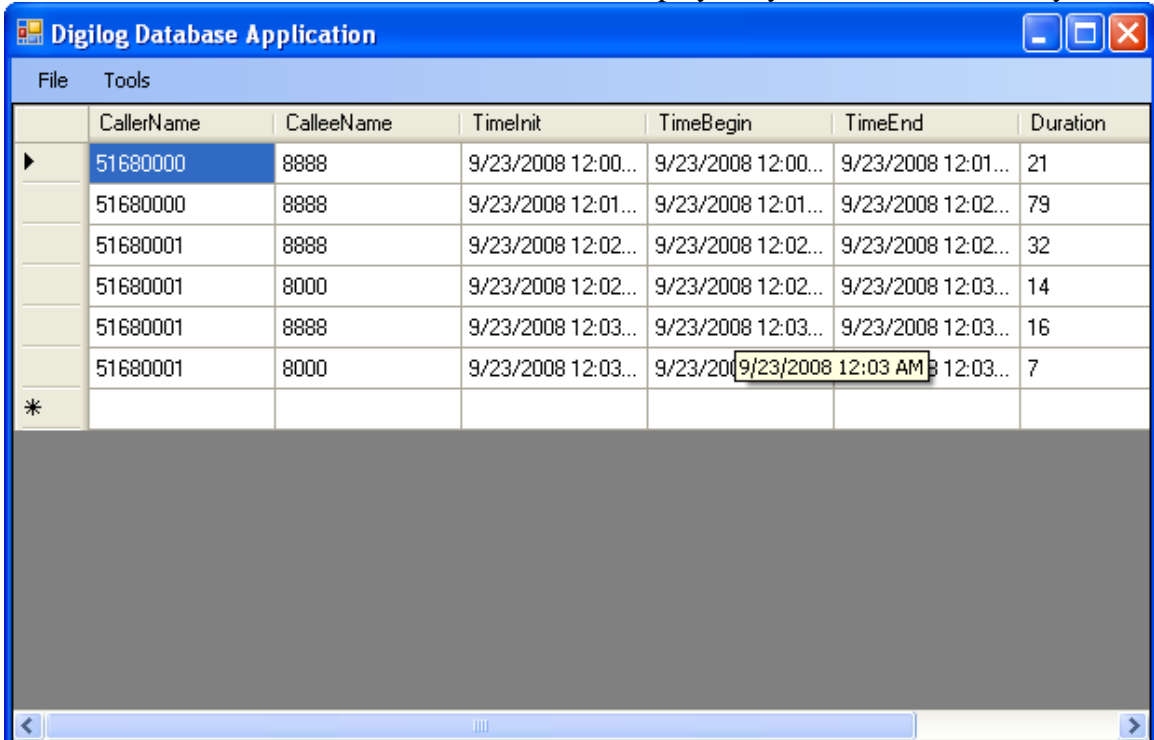 Digilog Database Application
File Tools
CallerName CalleeName TimeInit TimeBegin TimeEnd Duration
51680000 8888 9/23/2008 12:00... 9/23/2008 12:00... 9/23/2008 12:01... 21
51680000 8888 9/23/2008 12:01... 9/23/2008 12:01... 9/23/2008 12:02... 79
51680001 8888 9/23/2008 12:02... 9/23/2008 12:02... 9/23/2008 12:02... 32
51680001 8000 9/23/2008 12:02... 9/23/2008 12:02... 9/23/2008 12:03... 14
51680001 8888 9/23/2008 12:03... 9/23/2008 12:03... 9/23/2008 12:03... 16
51680001 8000 9/23/2008 12:03... 9/23/20 9/23/2008 12:03 AM 12:03... 7